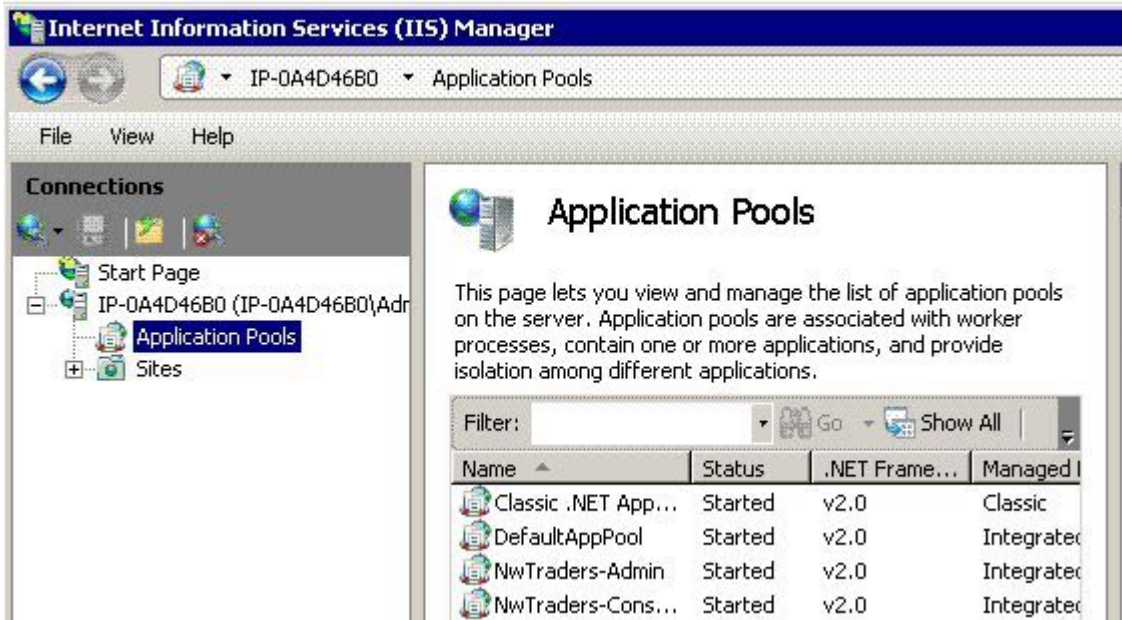 Internet Information Services (IIS) Manager
IP-0A4D46B0 Application Pools
File View Help
Connections
Start Page
IP-0A4D46B0 (IP-0A4D46B0\Adr
Application Pools
Sites
Application Pools
This page lets you view and manage the list of application pools
on the server. Application pools are associated with worker
processes, contain one or more applications, and provide
isolation among different applications.
Filter: Go Show All
Name Status .NET Frame... Managed
Classic .NET App... Started v2.0 Classic
DefaultAppPool Started v2.0 Integrated
NwTraders-Admin Started v2.0 Integrated
NwTraders-Cons... Started v2.0 Integrated